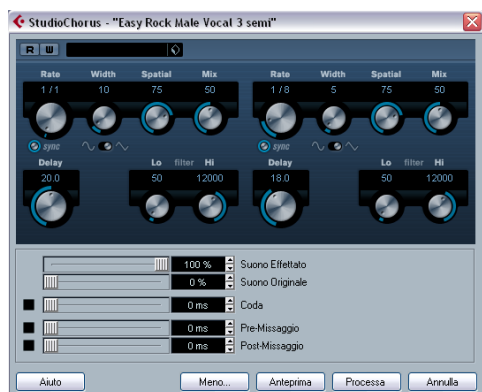 StudioChorus - "Easy Rock Male Vocal 3 semi"
R W
Rate Width Spatial Mix Rate Width Spatial Mix
1 / 1 10 75 50 1 / 8 5 75 50
sync sync
Delay Lo filter Hi Delay Lo filter Hi
20.0 50 12000 18.0 50 12000
100 % Suono Effettato
0 % Suono Originale
0 ms Coda
0 ms Pre-Missaggio
0 ms Post-Missaggio
Aiuto Meno... Anteprima Processa Annulla